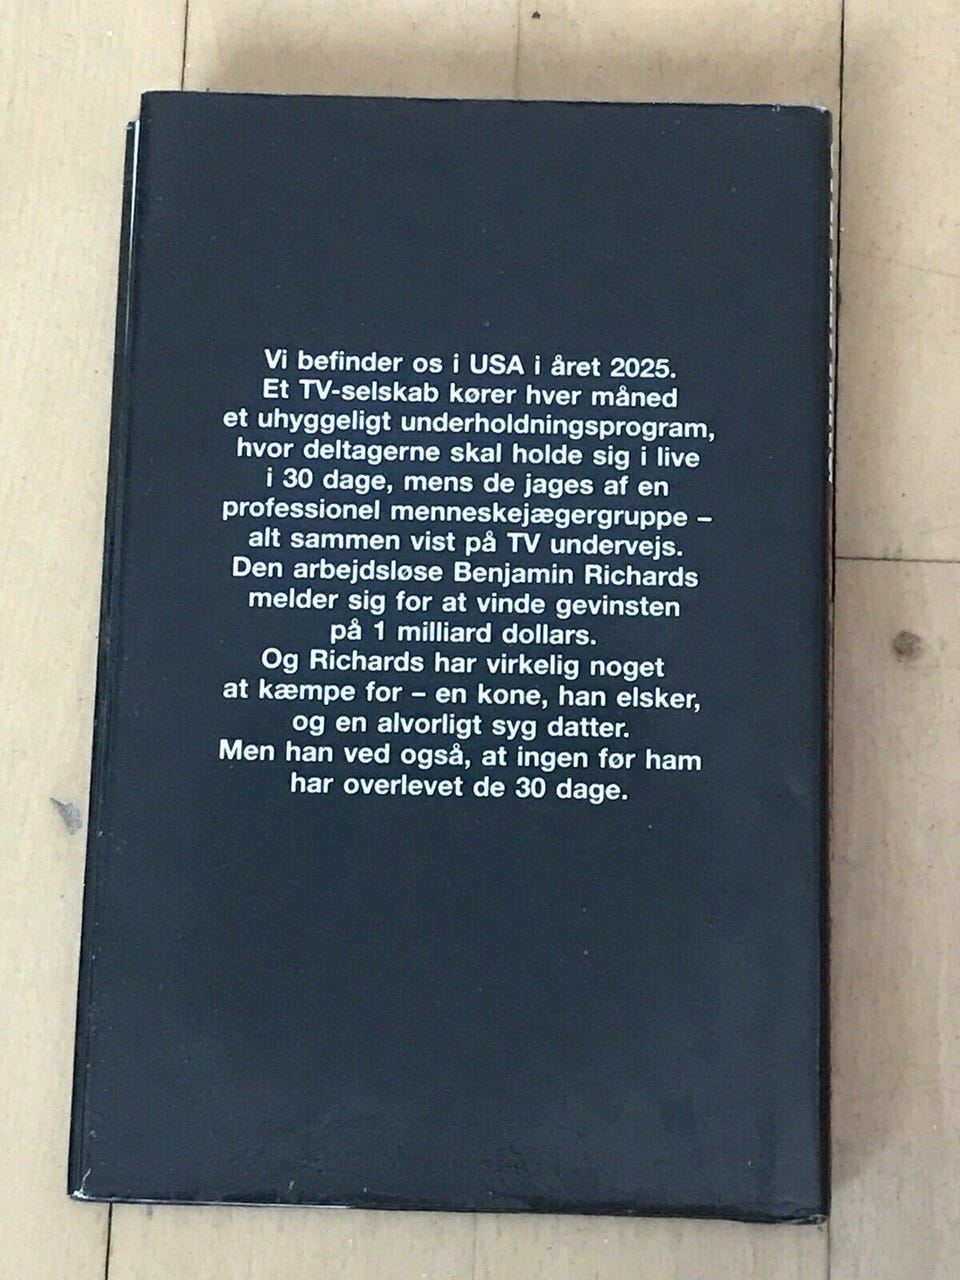 Vi befinder os i USA i året 2025.
Et TV-selskab kører hver måned
et uhyggeligt underholdningsprogram,
hvor deltagerne skal holde sig i live
i 30 dage, mens de jages af en
professionel menneskejægergruppe –
alt sammen vist på TV undervejs.
Den arbejdsløse Benjamin Richards
melder sig for at vinde gevinsten
på 1 milliard dollars.
Og Richards har virkelig noget
at kæmpe for – en kone, han elsker,
og en alvorligt syg datter.
Men han ved også, at ingen før ham
har overlevet de 30 dage.